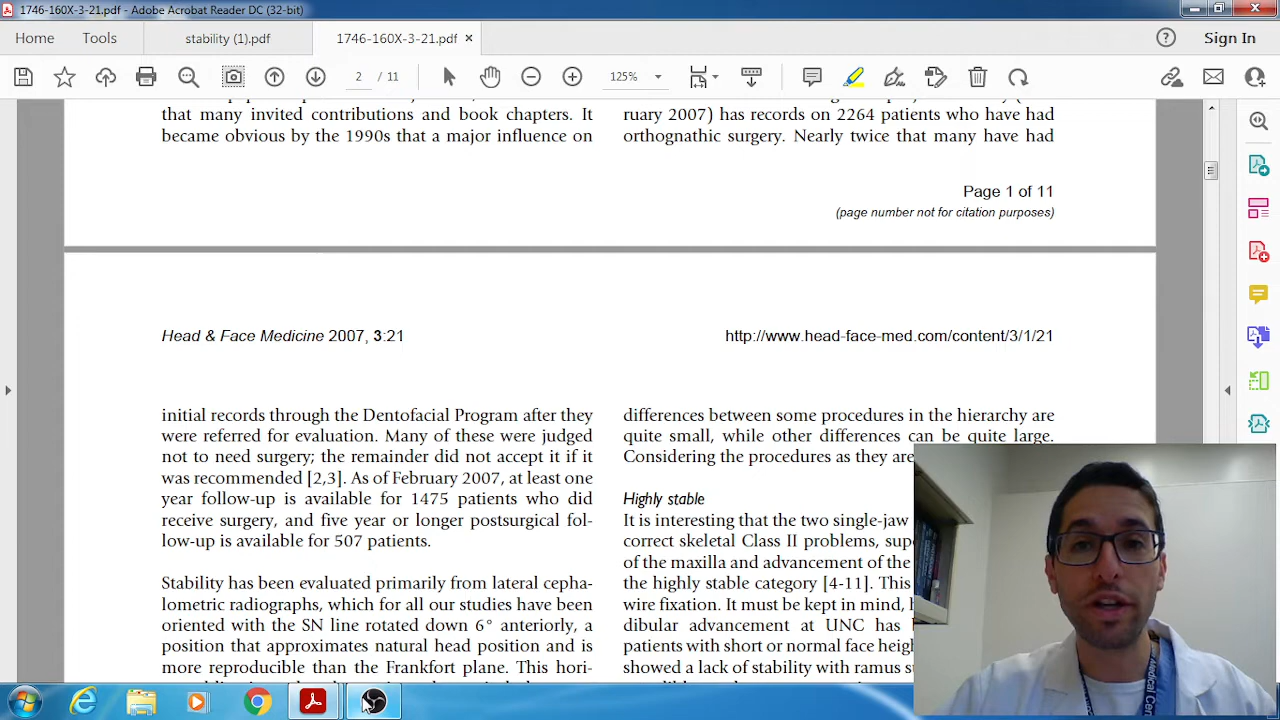 1746-160X-3-21.pdf - Adobe Acrobat Reader DC (32-bit)
Home
Tools
stability (1).pdf
1746-160X-3-21.pdf ×
Sign In
2 / 11
125%
that many invited contributions and book chapters. It
became obvious by the 1990s that a major influence on
ruary 2007) has records on 2264 patients who have had
orthognathic surgery. Nearly twice that many have had
Page 1 of 11
(page number not for citation purposes)
Head & Face Medicine 2007, 3:21
http://www.head-face-med.com/content/3/1/21
initial records through the Dentofacial Program after they
were referred for evaluation. Many of these were judged
not to need surgery; the remainder did not accept it if it
was recommended [2,3]. As of February 2007, at least one
year follow-up is available for 1475 patients who did
receive surgery, and five year or longer postsurgical fol-
low-up is available for 507 patients.
Stability has been evaluated primarily from lateral cepha-
lometric radiographs, which for all our studies have been
oriented with the SN line rotated down 6° anteriorly, a
position that approximates natural head position and is
more reproducible than the Frankfort plane. This hori-
differences between some procedures in the hierarchy are
quite small, while other differences can be quite large.
Considering the procedures as they are
Highly stable
It is interesting that the two single-jaw
correct skeletal Class II problems, sup
of the maxilla and advancement of the
the highly stable category [4-11]. This
wire fixation. It must be kept in mind,
dibular advancement at UNC has
patients with short or normal face heigh
showed a lack of stability with ramus su
Medical Cen